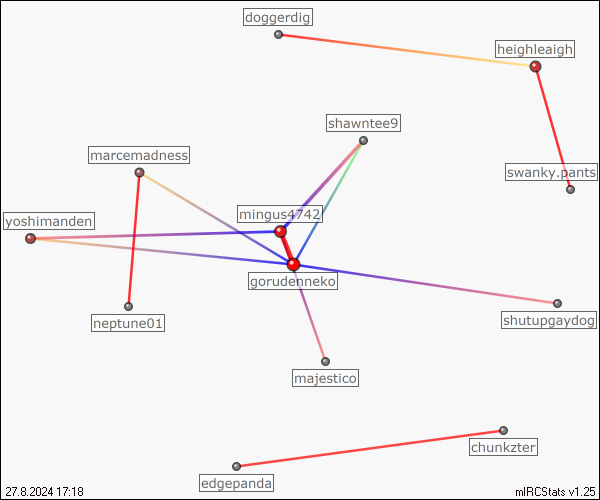 doggerdig
heighleaigh
shawntee9
marcemadness
swanky.pants
mingus4742
yoshimanden
gorudenneko
neptune01
shutupgaydog
majestico
chunkzter
edgepanda
27.8.2024 17:18
mIRCStats v1.25